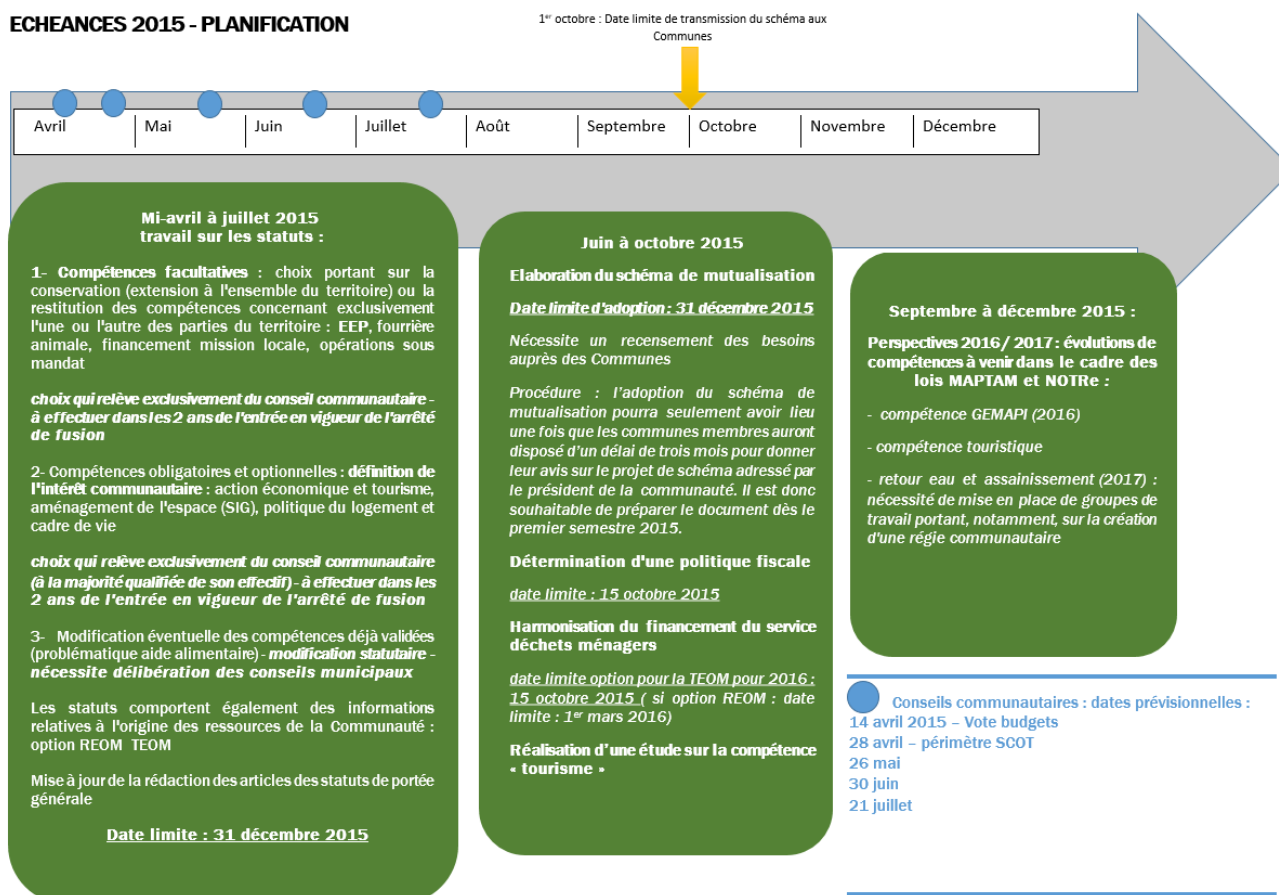 ECHEANCES 2015 - PLANIFICATION
1er octobre : Date limite de transmission du schéma aux
Communes
Avril
Mai
Juin
Juillet
Août
Septembre
Octobre
Novembre
Décembre
Mi-avril à juillet 2015
travail sur les statuts :
1- Compétences facultatives : choix portant sur la
conservation (extension à l'ensemble du territoire) ou la
restitution des compétences concernant exclusivement
l'une ou l'autre des parties du territoire : EEP, fourrière
animale, financement mission locale, opérations sous
mandat
choix qui relève exclusivement du conseil communautaire -
à effectuer dans les 2 ans de l'entrée en vigueur de l'arrêté
de fusion
2- Compétences obligatoires et optionnelles : définition de
l'intérêt communautaire : action économique et tourisme,
aménagement de l'espace (SIG), politique du logement et
cadre de vie
choix qui relève exclusivement du conseil communautaire
(à la majorité qualifiée de son effectif) - à effectuer dans les
2 ans de l'entrée en vigueur de l'arrêté de fusion
3- Modification éventuelle des compétences déjà validées
(problématique aide alimentaire) - modification statutaire -
nécessite délibération des conseils municipaux
Les statuts comportent également des informations
relatives à l'origine des ressources de la Communauté :
option REOM TEOM
Mise à jour de la rédaction des articles des statuts de portée
générale
Date limite : 31 décembre 2015
Juin à octobre 2015
Elaboration du schéma de mutualisation
Date limite d'adoption : 31 décembre 2015
Nécessite un recensement des besoins
auprès des Communes
Procédure : l'adoption du schéma de
mutualisation pourra seulement avoir lieu
une fois que les communes membres auront
disposé d'un délai de trois mois pour donner
leur avis sur le projet de schéma adressé par
le président de la communauté. Il est donc
souhaitable de préparer le document dès le
premier semestre 2015.
Détermination d'une politique fiscale
date limite : 15 octobre 2015
Harmonisation du financement du service
déchets ménagers
date limite option pour la TEOM pour 2016 :
15 octobre 2015 ( si option REOM : date
limite : 1er mars 2016)
Réalisation d'une étude sur la compétence
« tourisme »
Septembre à décembre 2015 :
Perspectives 2016/ 2017 : évolutions de
compétences à venir dans le cadre des
lois MAPTAM et NOTRe :
- compétence GEMAPI (2016)
- compétence touristique
- retour eau et assainissement (2017) :
nécessité de mise en place de groupes de
travail portant, notamment, sur la création
d'une régie communautaire
Conseils communautaires : dates prévisionnelles :
14 avril 2015 – Vote budgets
28 avril – périmètre SCOT
26 mai
30 juin
21 juillet